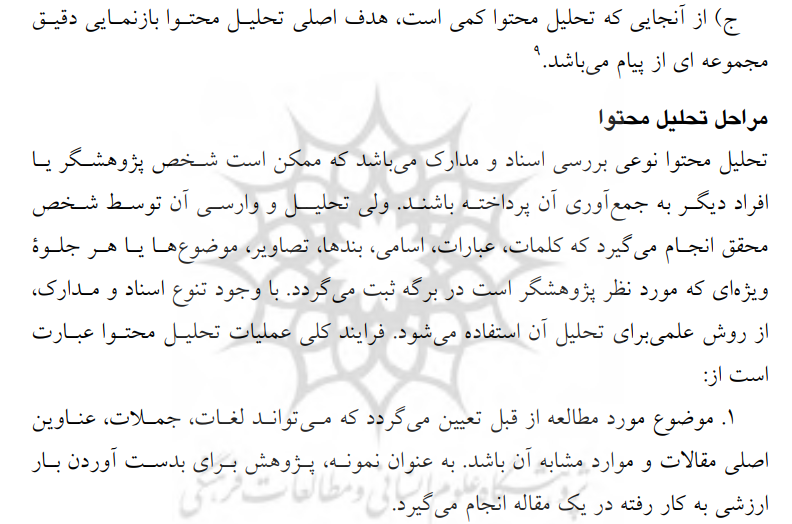 ج) از آنجایی که تحلیل محتوا کمی است، هدف اصلی تحلیل محتوا بازنمایی دقیق
مجموعه ای از پیام می‌باشد.۹
مراحل تحلیل محتوا
تحلیل محتوا نوعی بررسی اسناد و مدارک می‌باشد که ممکن است شخص پژوهشگر یا
افراد دیگر به جمع‌آوری آن پرداخته باشند. ولی تحلیل و وارسی آن توسط شخص
محقق انجام می‌گیرد که کلمات، عبارات، اسامی، بندها، تصاویر، موضوع‌ها یا هر جلوهٔ
ویژه‌ای که مورد نظر پژوهشگر است در برگه ثبت می‌گردد. با وجود تنوع اسناد و مدارک،
از روش علمی‌برای تحلیل آن استفاده می‌شود. فرایند کلی عملیات تحلیل محتوا عبارت
است از:
۱. موضوع مورد مطالعه از قبل تعیین می‌گردد که می‌تواند لغات، جملات، عناوین
اصلی مقالات و موارد مشابه آن باشد. به عنوان نمونه، پژوهش برای بدست آوردن بار
ارزشی به کار رفته در یک مقاله انجام می‌گیرد.
پژوهشگاه علوم انسانی و مطالعات فرهنگی